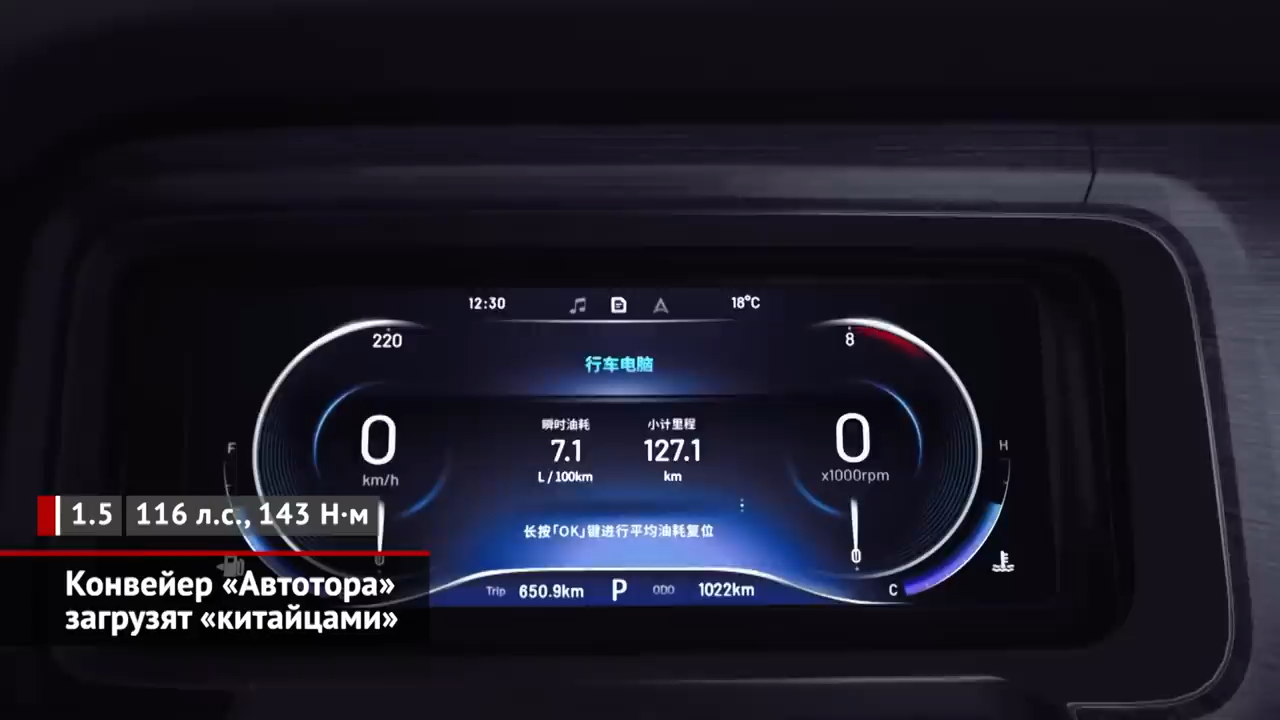 12:30
18°C
220
8
行车电脑
F
0
km/h
瞬时油耗
7.1
L / 100km
小计里程
127.1
km
0
x1000rpm
H
长按「OK」键进行平均油耗复位
0
0
Trip 650.9km P ODO 1022km
C
1.5 116 л.с., 143 Н·м
Конвейер «Автотора»
загрузят «китайцами»